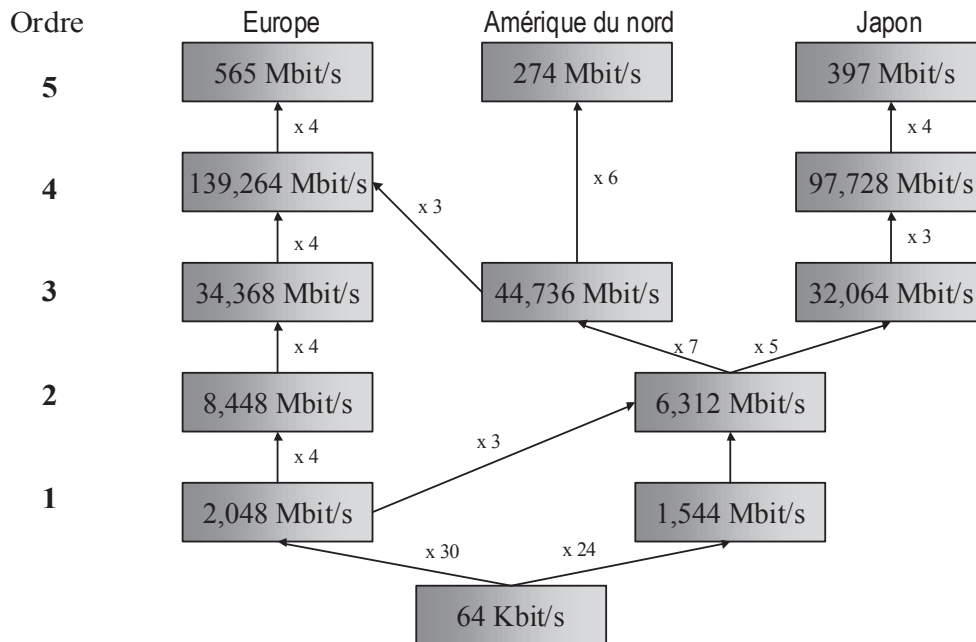 Ordre Europe Amérique du nord Japon
5 565 Mbit/s 274 Mbit/s 397 Mbit/s
x 4 x 4
4 139,264 Mbit/s x 6 97,728 Mbit/s
x 3
x 4 x 3
3 34,368 Mbit/s 44,736 Mbit/s 32,064 Mbit/s
x 4 x 7 x 5
2 8,448 Mbit/s 6,312 Mbit/s
x 4 x 3
1 2,048 Mbit/s 1,544 Mbit/s
x 30 x 24
64 Kbit/s